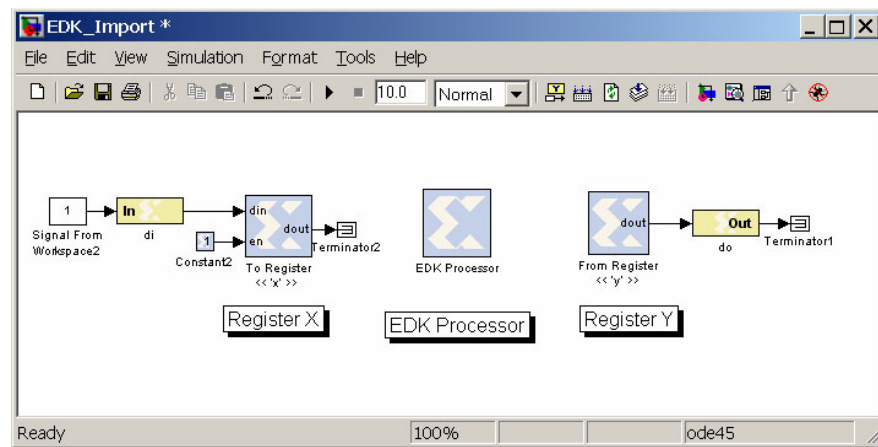 EDK_Import *
File Edit View Simulation Format Tools Help
10.0 Normal
1 In din dout
Signal From
Workspace2
di
1 en
Constant2
Terminator2
To Register
<< 'x' >>
EDK Processor
dout Out
From Register
<< 'y' >>
do
Terminator1
Register X
EDK Processor
Register Y
Ready 100% ode45